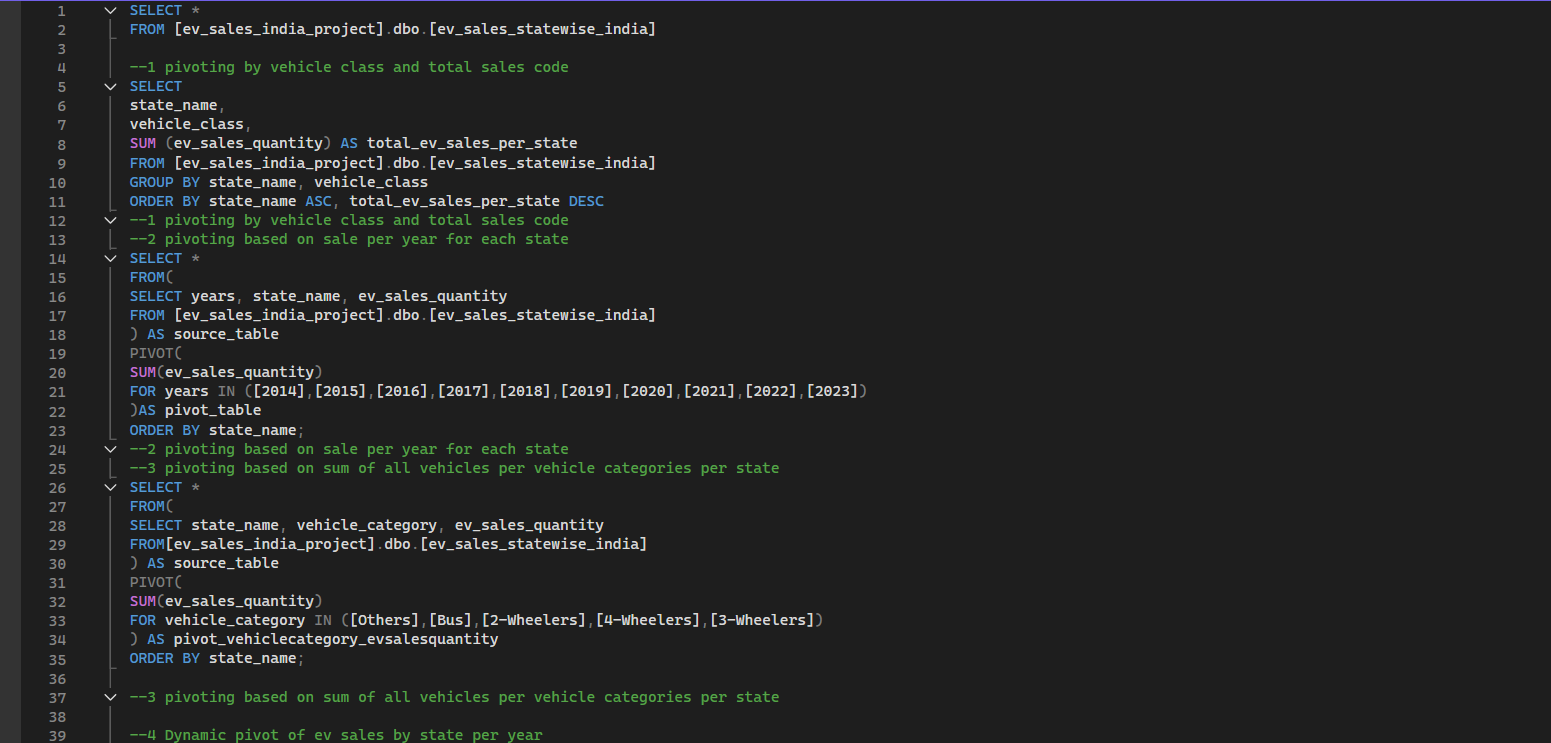 1 SELECT *
2 FROM [ev_sales_india_project].dbo.[ev_sales_statewise_india]
3
4 --1 pivoting by vehicle class and total sales code
5 SELECT
6 state_name,
7 vehicle_class,
8 SUM (ev_sales_quantity) AS total_ev_sales_per_state
9 FROM [ev_sales_india_project].dbo.[ev_sales_statewise_india]
10 GROUP BY state_name, vehicle_class
11 ORDER BY state_name ASC, total_ev_sales_per_state DESC
12 --1 pivoting by vehicle class and total sales code
13 --2 pivoting based on sale per year for each state
14 SELECT *
15 FROM(
16 SELECT years, state_name, ev_sales_quantity
17 FROM [ev_sales_india_project].dbo.[ev_sales_statewise_india]
18 ) AS source_table
19 PIVOT(
20 SUM(ev_sales_quantity)
21 FOR years IN ([2014],[2015],[2016],[2017],[2018],[2019],[2020],[2021],[2022],[2023])
22 )AS pivot_table
23 ORDER BY state_name;
24 --2 pivoting based on sale per year for each state
25 --3 pivoting based on sum of all vehicles per vehicle categories per state
26 SELECT *
27 FROM(
28 SELECT state_name, vehicle_category, ev_sales_quantity
29 FROM[ev_sales_india_project].dbo.[ev_sales_statewise_india]
30 ) AS source_table
31 PIVOT(
32 SUM(ev_sales_quantity)
33 FOR vehicle_category IN ([Others],[Bus],[2-Wheelers],[4-Wheelers],[3-Wheelers])
34 ) AS pivot_vehiclecategory_evsalesquantity
35 ORDER BY state_name;
36
37 --3 pivoting based on sum of all vehicles per vehicle categories per state
38
39 --4 Dynamic pivot of ev sales by state per year